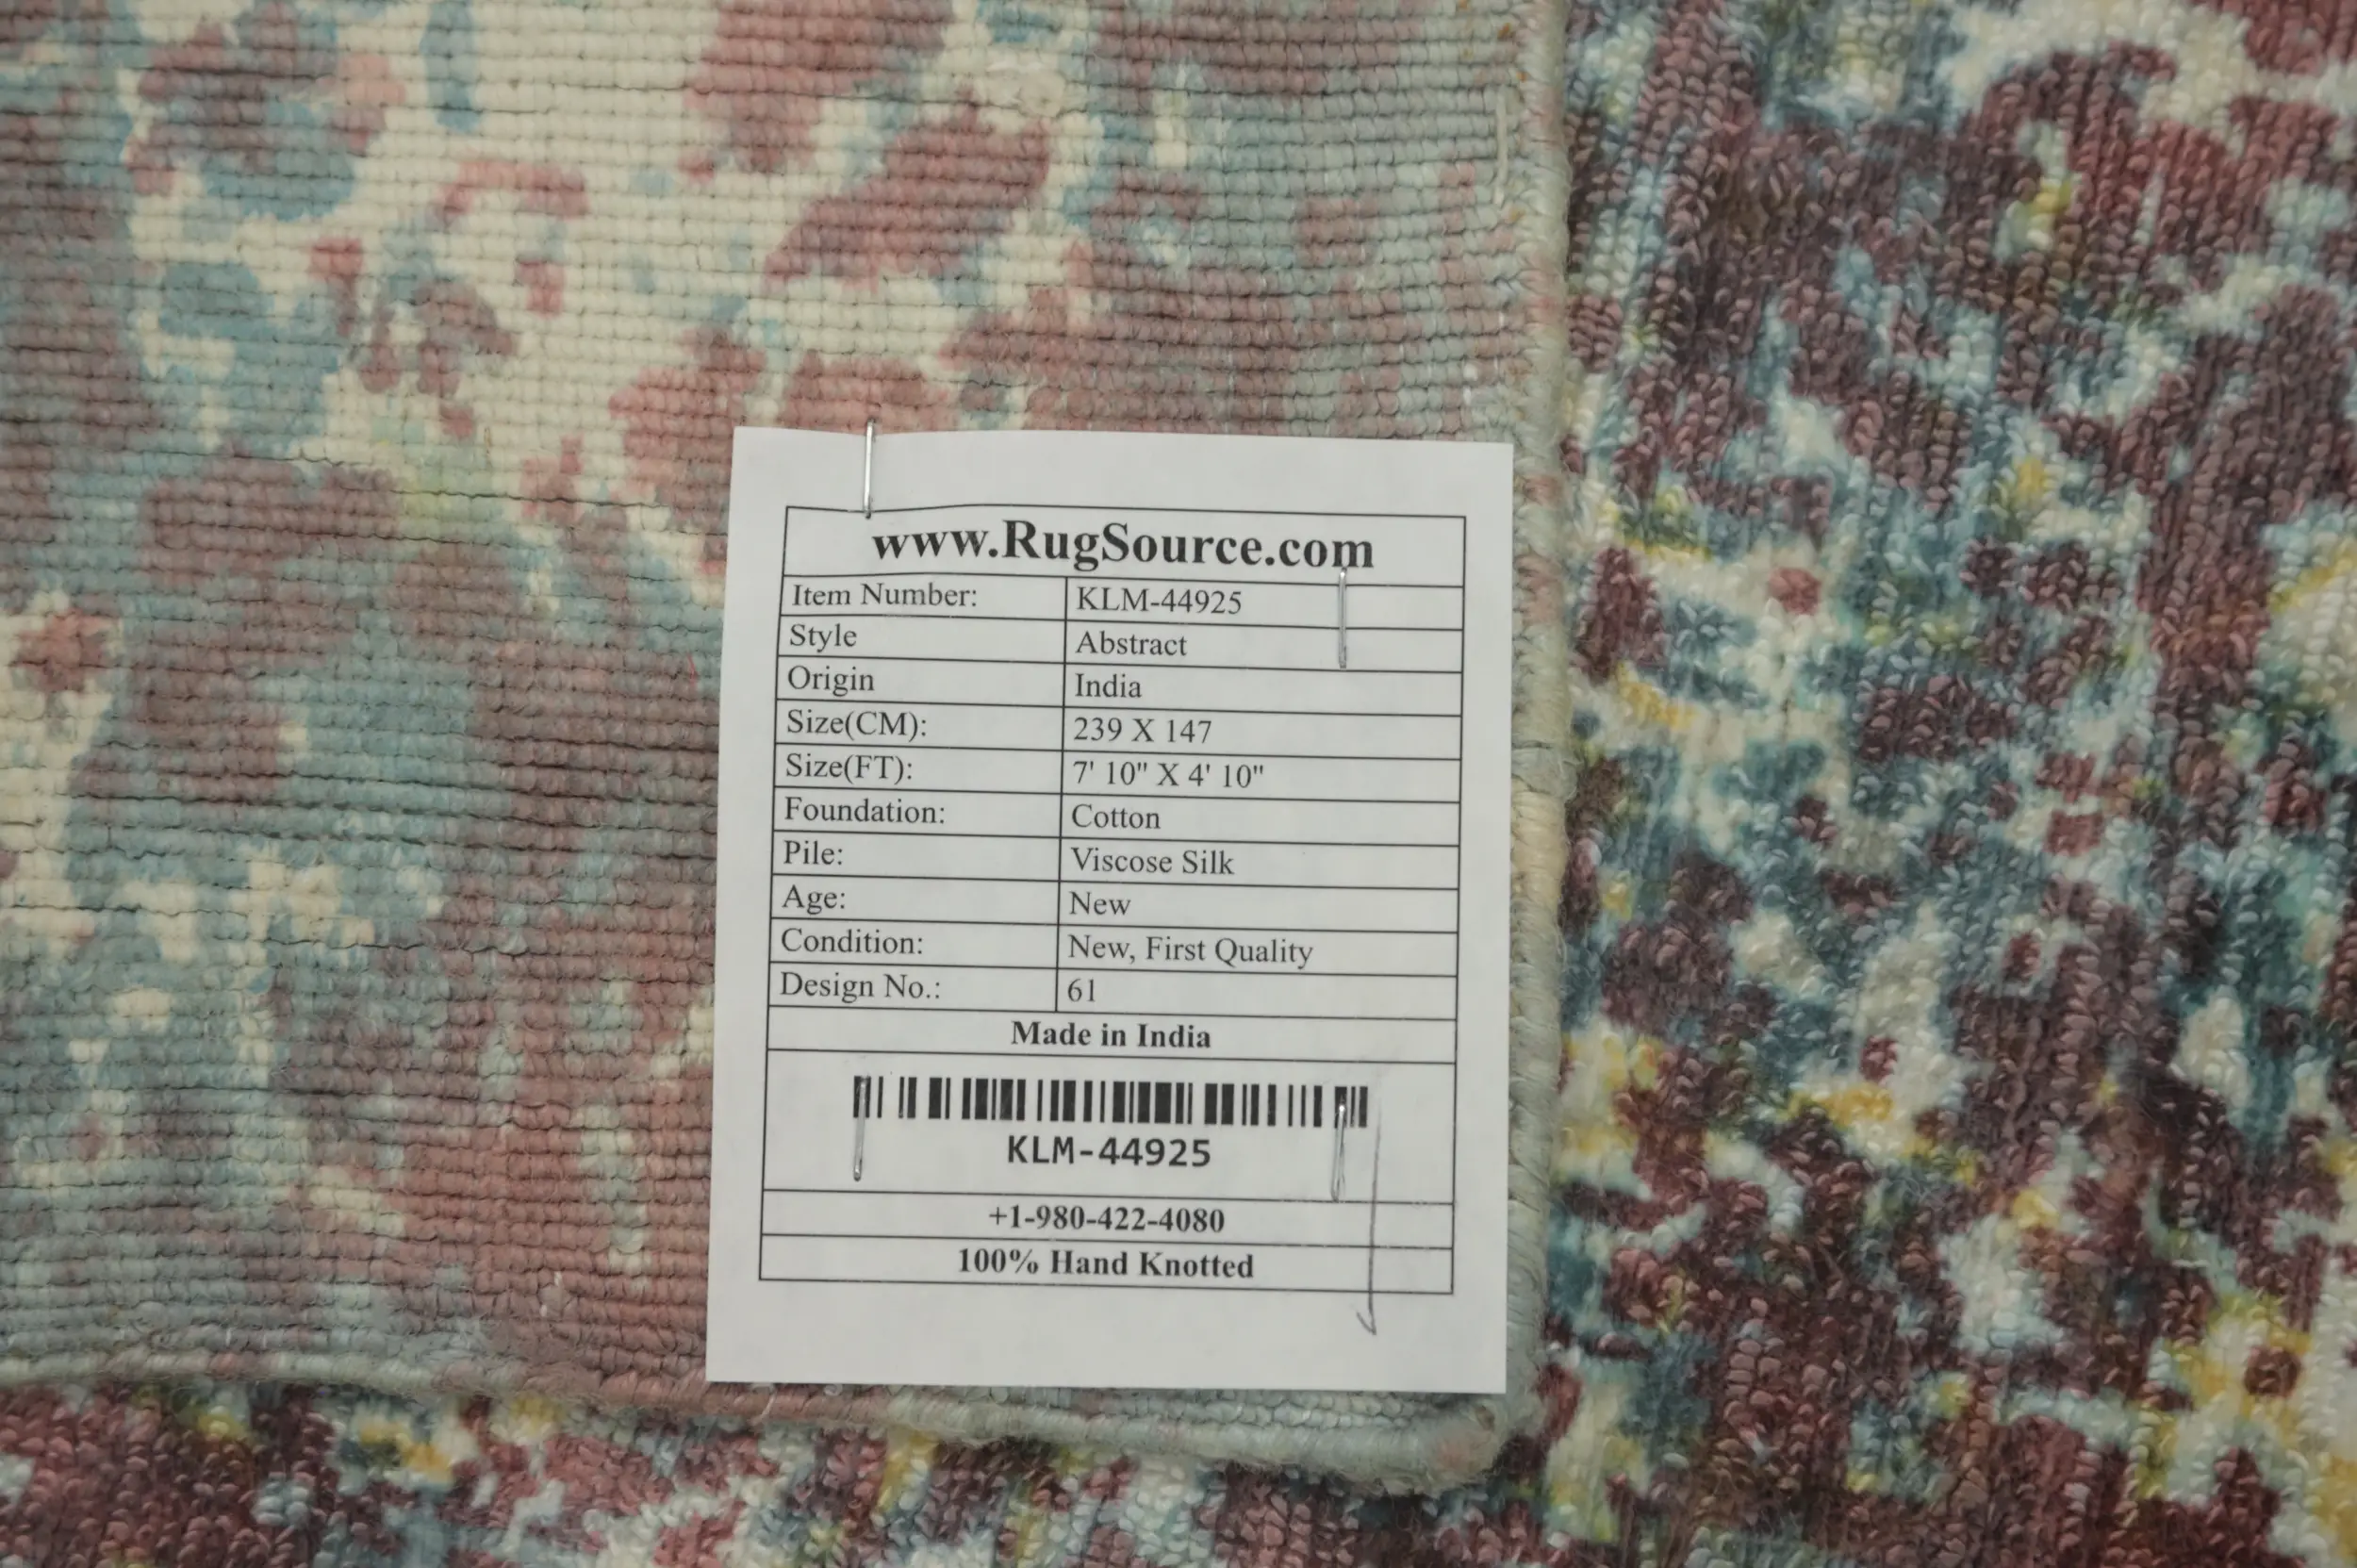 www.RugSource.com
Item Number: KLM-44925
Style Abstract
Origin India
Size(CM): 239 X 147
Size(FT): 7' 10" X 4' 10"
Foundation: Cotton
Pile: Viscose Silk
Age: New
Condition: New, First Quality
Design No.: 61
Made in India
KLM-44925
+1-980-422-4080
100% Hand Knotted